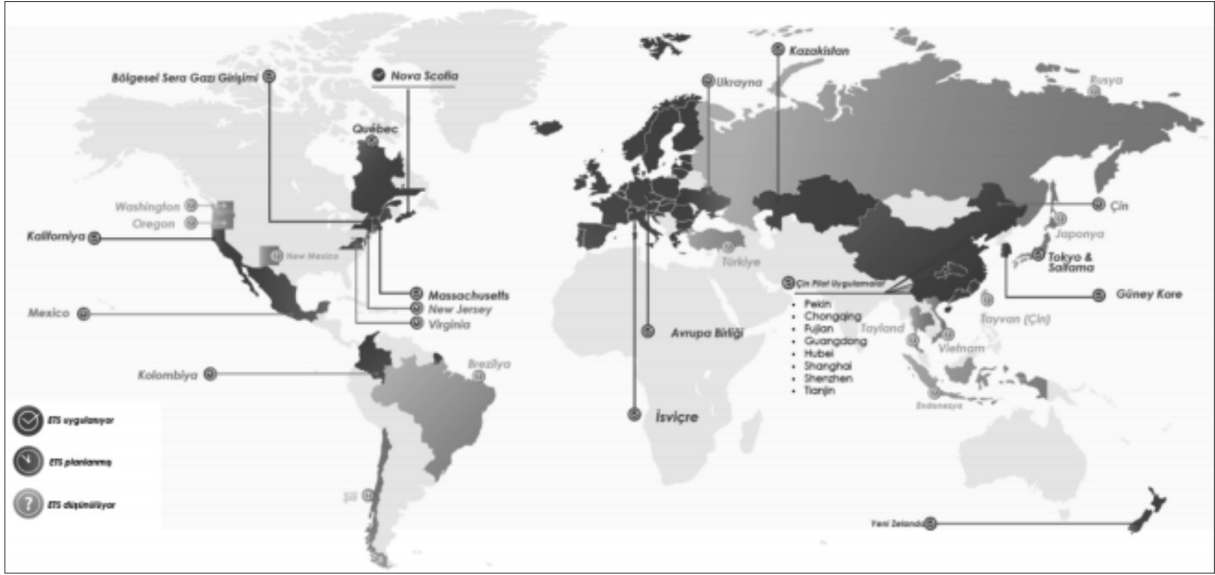 Bölgesel Sera Gazı Girişimi
Nova Scotia
Québec
Washington
Oregon
Kaliforniya
New Mexico
Mexico
Massachusetts
New Jersey
Virginia
Kolombiya
Brezilya
Şili
Ukrayna
Kazakistan
Rusya
Türkiye
Çin
Japonya
Tokyo &
Saitama
Güney Kore
Çin Pilot Uygulamalar
• Pekin
• Chongqing
• Fujian
• Guangdong
• Hubei
• Shanghai
• Shenzhen
• Tianjin
Tayvan (Çin)
Tayland
Vietnam
Endonezya
Avrupa Birliği
İsviçre
Yeni Zelanda
ETS uygulanıyor
ETS planlanmış
? ETS düşünülüyor